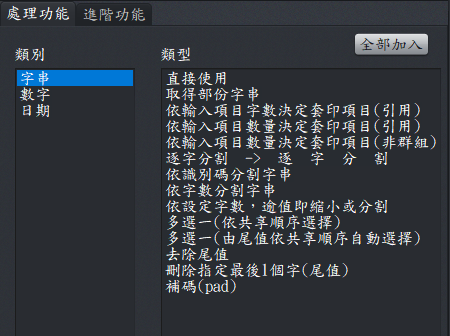 處理功能 進階功能
類別
類型
全部加入
字串
數字
日期
直接使用
取得部份字串
依輸入項目字數決定套印項目(引用)
依輸入項目數量決定套印項目(引用)
依輸入項目數量決定套印項目(非群組)
逐字分割 -> 逐 字 分 割
依識別碼分割字串
依字數分割字串
依設定字數，逾值即縮小或分割
多選一(依共享順序選擇)
多選一(由尾值依共享順序自動選擇)
去除尾值
刪除指定最後1個字(尾值)
補碼(pad)